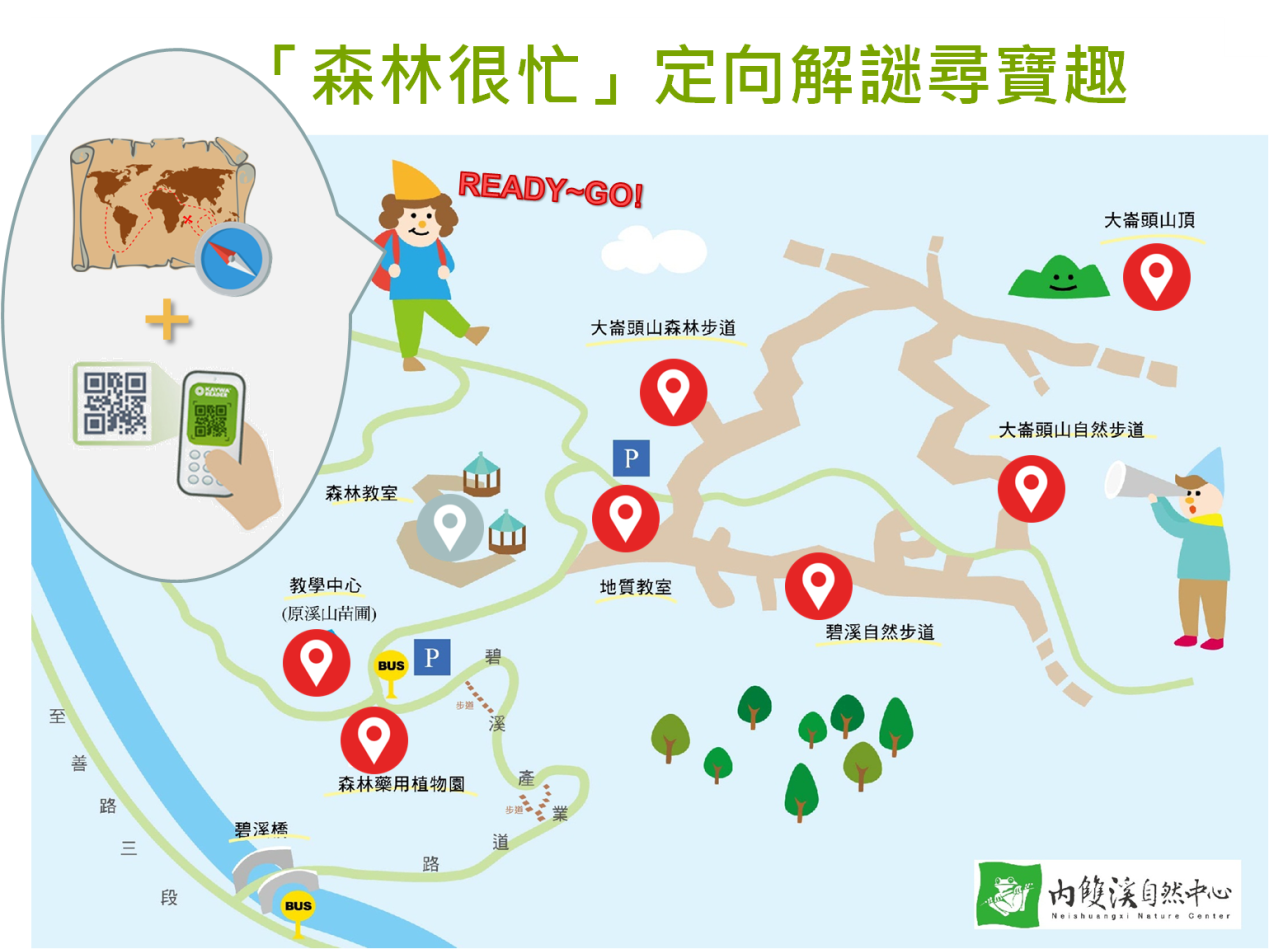 「森林很忙」定向解謎尋寶趣
READY~GO!
大崙頭山頂
大崙頭山森林步道
大崙頭山自然步道
P
森林教室
KAYWA
READER
教學中心
(原溪山苗圃)
地質教室
碧溪自然步道
BUS
P
碧溪產業道路
步道
步道
森林藥用植物園
至善路三段
碧溪橋
BUS
內雙溪自然中心
Neishuangxi Nature Center